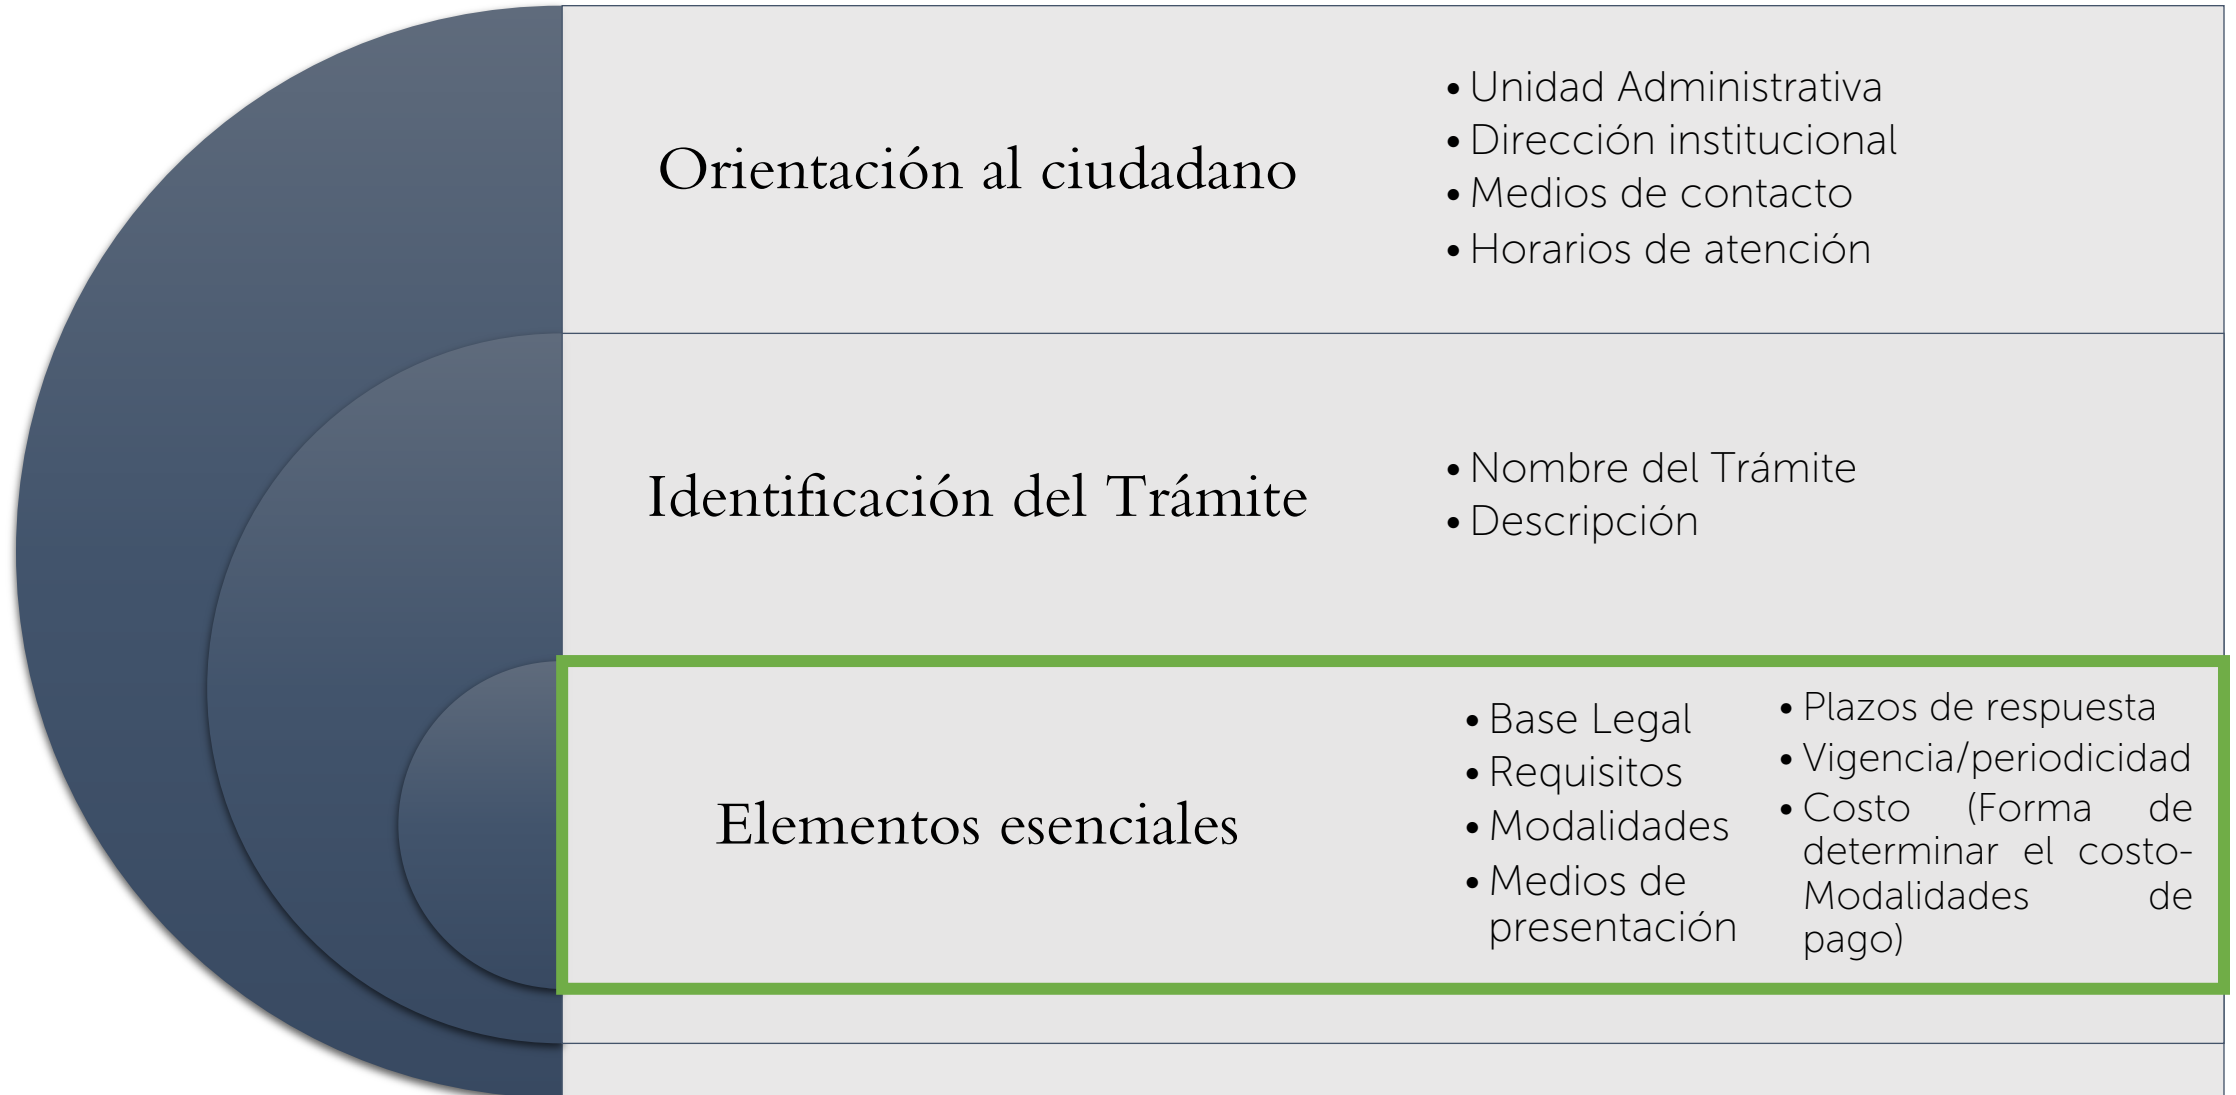 Orientación al ciudadano
• Unidad Administrativa
• Dirección institucional
• Medios de contacto
• Horarios de atención
Identificación del Trámite
• Nombre del Trámite
• Descripción
Elementos esenciales
• Base Legal
• Requisitos
• Modalidades
• Medios de
presentación
• Plazos de respuesta
• Vigencia/periodicidad
• Costo (Forma de
determinar el costo-
Modalidades de
pago)